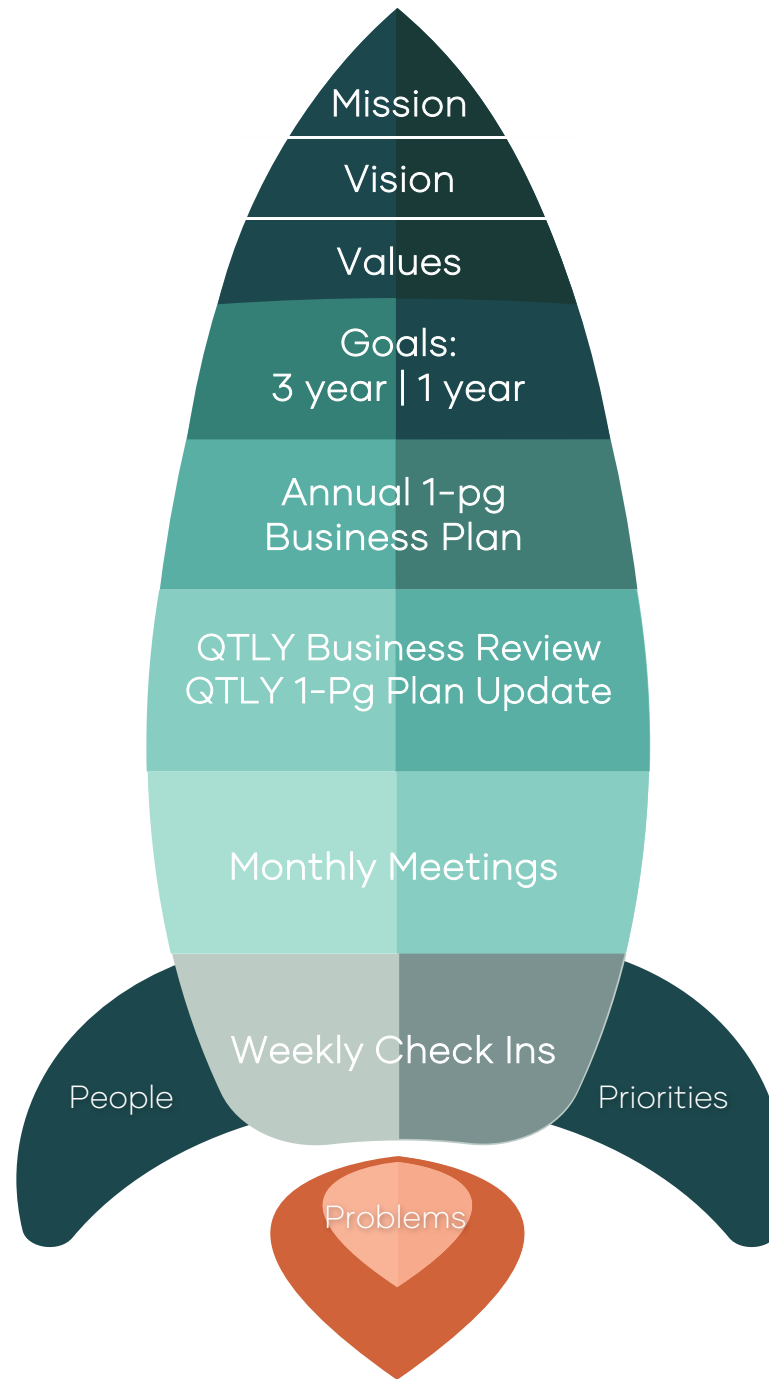 Mission
Vision
Values
Goals:
3 year | 1 year
Annual 1-pg
Business Plan
QTLY Business Review
QTLY 1-Pg Plan Update
Monthly Meetings
Weekly Check Ins
People
Priorities
Problems